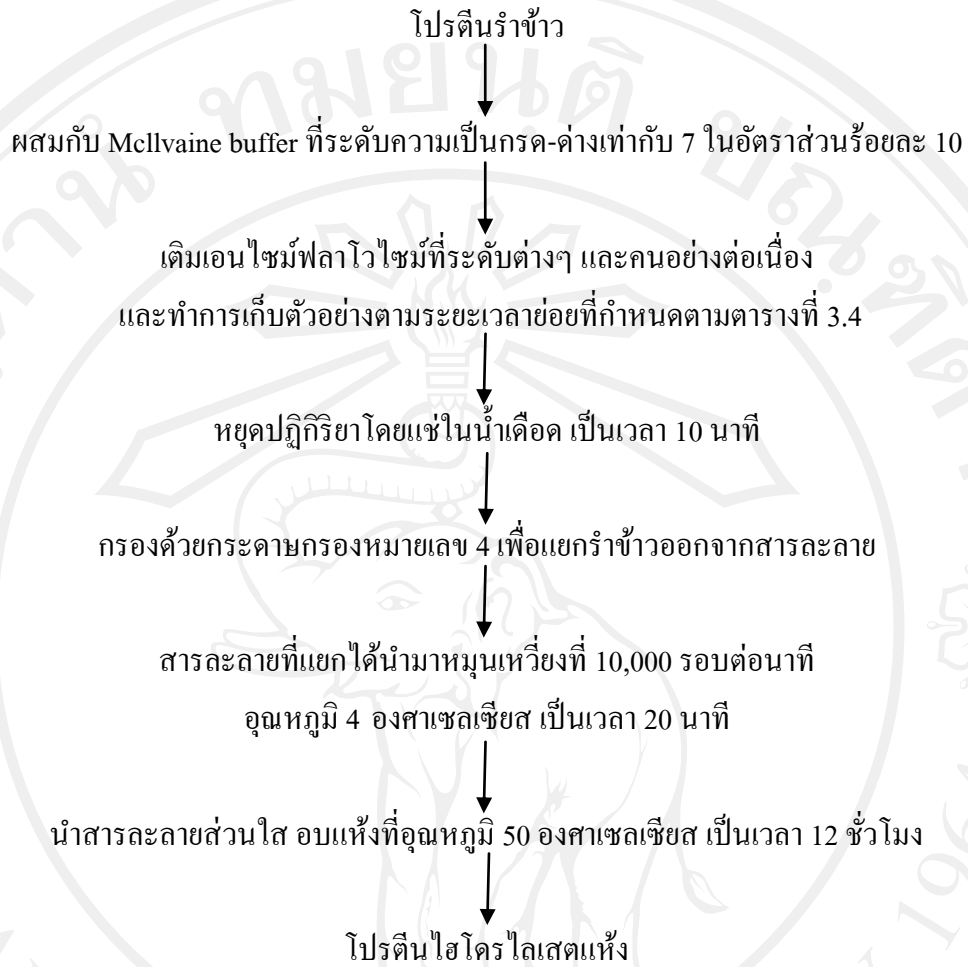 โปรตีนรำข้าว
ผสมกับ Mcllvaine buffer ที่ระดับความเป็นกรด-ด่างเท่ากับ 7 ในอัตราส่วนร้อยละ 10
เติมเอนไซม์ฟลาโวไซม์ที่ระดับต่างๆ และคนอย่างต่อเนื่อง
และทำการเก็บตัวอย่างตามระยะเวลาย่อยที่กำหนดตามตารางที่ 3.4
หยุดปฏิกิริยาโดยแช่ในน้ำเดือด เป็นเวลา 10 นาที
กรองด้วยกระดาษกรองหมายเลข 4 เพื่อแยกรำข้าวออกจากสารละลาย
สารละลายที่แยกได้นำมาหมุนเหวี่ยงที่ 10,000 รอบต่อนาที
อุณหภูมิ 4 องศาเซลเซียส เป็นเวลา 20 นาที
นำสารละลายส่วนใส อบแห้งที่อุณหภูมิ 50 องศาเซลเซียส เป็นเวลา 12 ชั่วโมง
โปรตีนไฮโดรไลเสตแห้ง